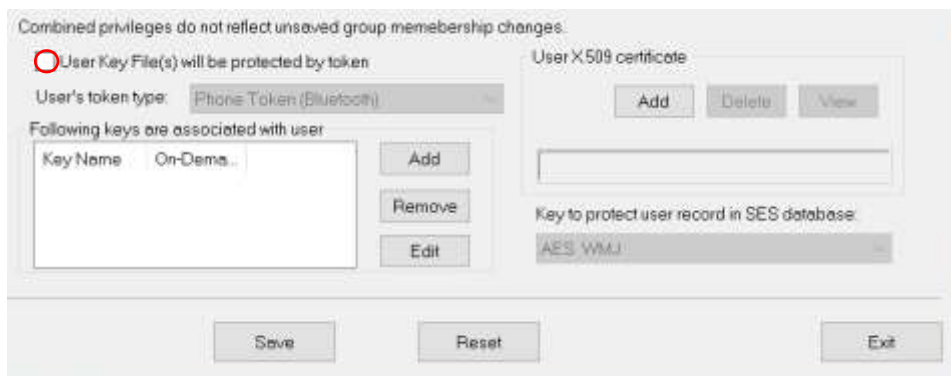 Combined privileges do not reflect unsaved group memebership changes.
User Key File(s) will be protected by token
User's token type: Phone Token (Bluetooth)
Following keys are associated with user
Key Name On-Dema...
Add
Remove
Edit
User X509 certificate
Add Delete View
Key to protect user record in SES database:
AES WMJ
Save Reset Exit